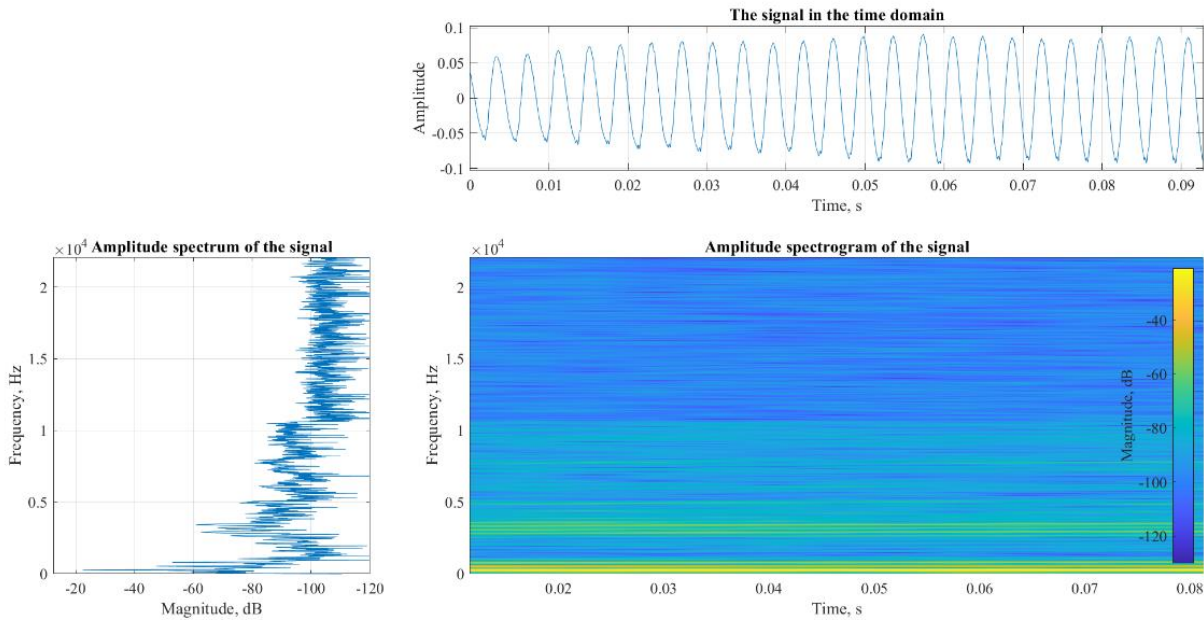 The signal in the time domain
Amplitude
0.1
0.05
0
-0.05
-0.1
0 0.01 0.02 0.03 0.04 0.05 0.06 0.07 0.08 0.09
Time, s
×10⁴ Amplitude spectrum of the signal
Frequency, Hz
2
1.5
1
0.5
0
-20 -40 -60 -80 -100 -120
Magnitude, dB
×10⁴ Amplitude spectrogram of the signal
Frequency, Hz
2
1.5
1
0.5
0
0.02 0.03 0.04 0.05 0.06 0.07 0.08
Time, s
Magnitude, dB
-40
-60
-80
-100
-120